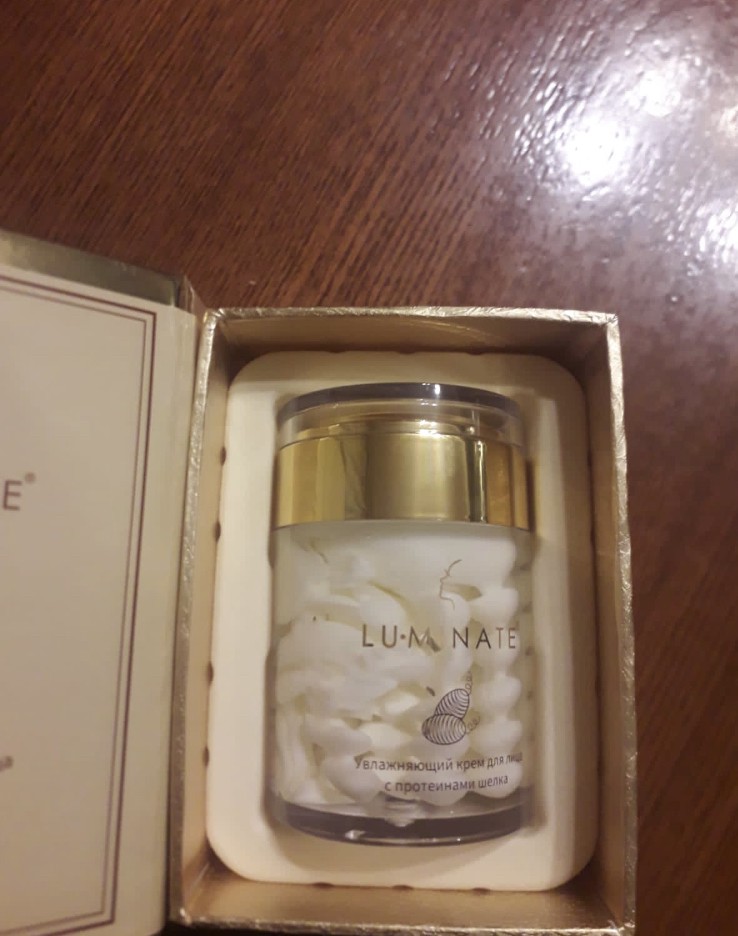 E®
LU·M NATE
Увлажняющий крем для лица
с протеинами шелка